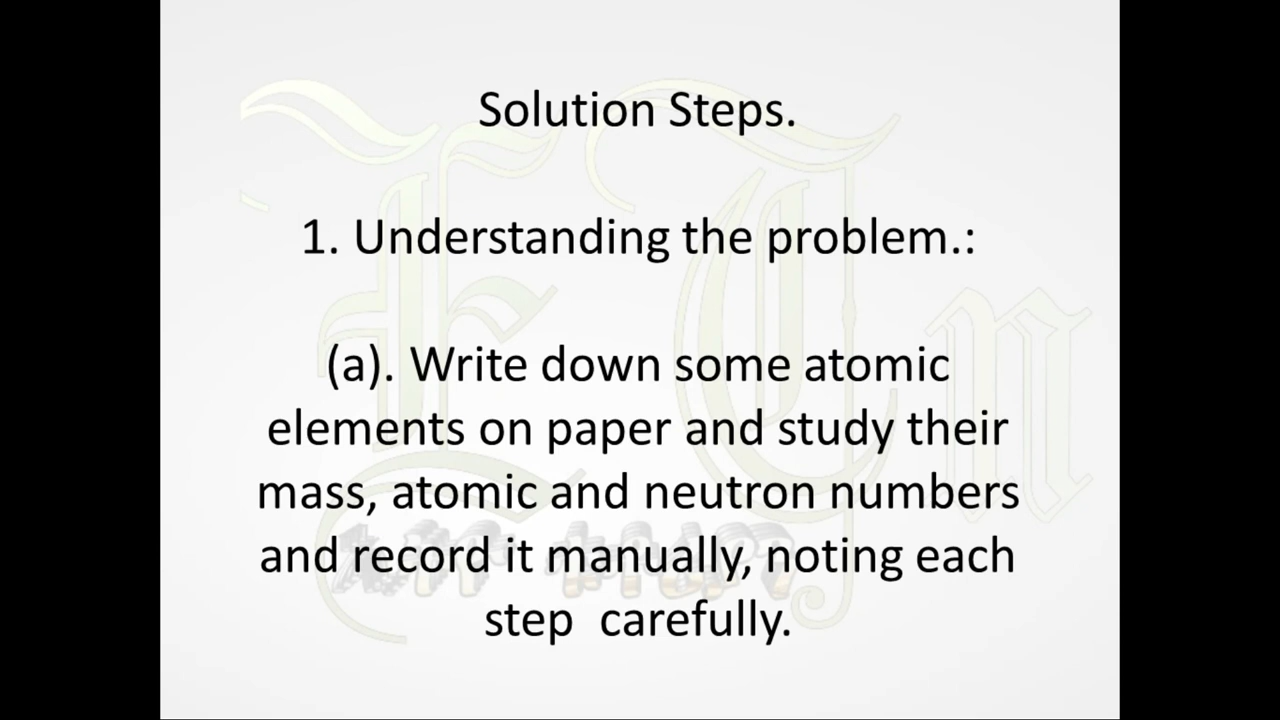 Solution Steps.
1. Understanding the problem.:
(a). Write down some atomic
elements on paper and study their
mass, atomic and neutron numbers
and record it manually, noting each
step  carefully.